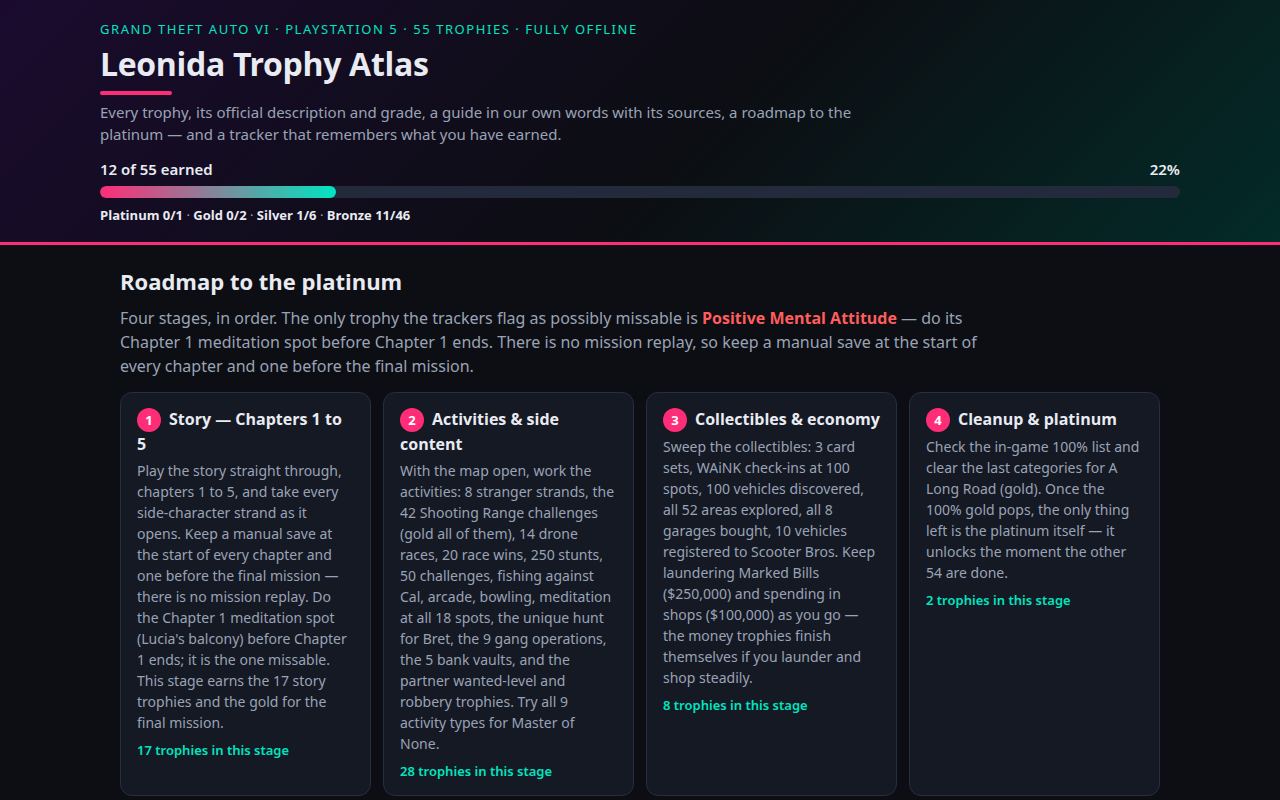 GRAND THEFT AUTO VI · PLAYSTATION 5 · 55 TROPHIES · FULLY OFFLINE
Leonida Trophy Atlas
Every trophy, its official description and grade, a guide in our own words with its sources, a roadmap to the
platinum — and a tracker that remembers what you have earned.
12 of 55 earned
22%
Platinum 0/1 · Gold 0/2 · Silver 1/6 · Bronze 11/46
Roadmap to the platinum
Four stages, in order. The only trophy the trackers flag as possibly missable is Positive Mental Attitude — do its
Chapter 1 meditation spot before Chapter 1 ends. There is no mission replay, so keep a manual save at the start of
every chapter and one before the final mission.
1 Story — Chapters 1 to
5
Play the story straight through,
chapters 1 to 5, and take every
side-character strand as it
opens. Keep a manual save at
the start of every chapter and
one before the final mission —
there is no mission replay. Do
the Chapter 1 meditation spot
(Lucia's balcony) before Chapter
1 ends; it is the one missable.
This stage earns the 17 story
trophies and the gold for the
final mission.
17 trophies in this stage
2 Activities & side
content
With the map open, work the
activities: 8 stranger strands, the
42 Shooting Range challenges
(gold all of them), 14 drone
races, 20 race wins, 250 stunts,
50 challenges, fishing against
Cal, arcade, bowling, meditation
at all 18 spots, the unique hunt
for Bret, the 9 gang operations,
the 5 bank vaults, and the
partner wanted-level and
robbery trophies. Try all 9
activity types for Master of
None.
28 trophies in this stage
3 Collectibles & economy
Sweep the collectibles: 3 card
sets, WAiNK check-ins at 100
spots, 100 vehicles discovered,
all 52 areas explored, all 8
garages bought, 10 vehicles
registered to Scooter Bros. Keep
laundering Marked Bills
($250,000) and spending in
shops ($100,000) as you go —
the money trophies finish
themselves if you launder and
shop steadily.
8 trophies in this stage
4 Cleanup & platinum
Check the in-game 100% list and
clear the last categories for A
Long Road (gold). Once the
100% gold pops, the only thing
left is the platinum itself — it
unlocks the moment the other
54 are done.
2 trophies in this stage